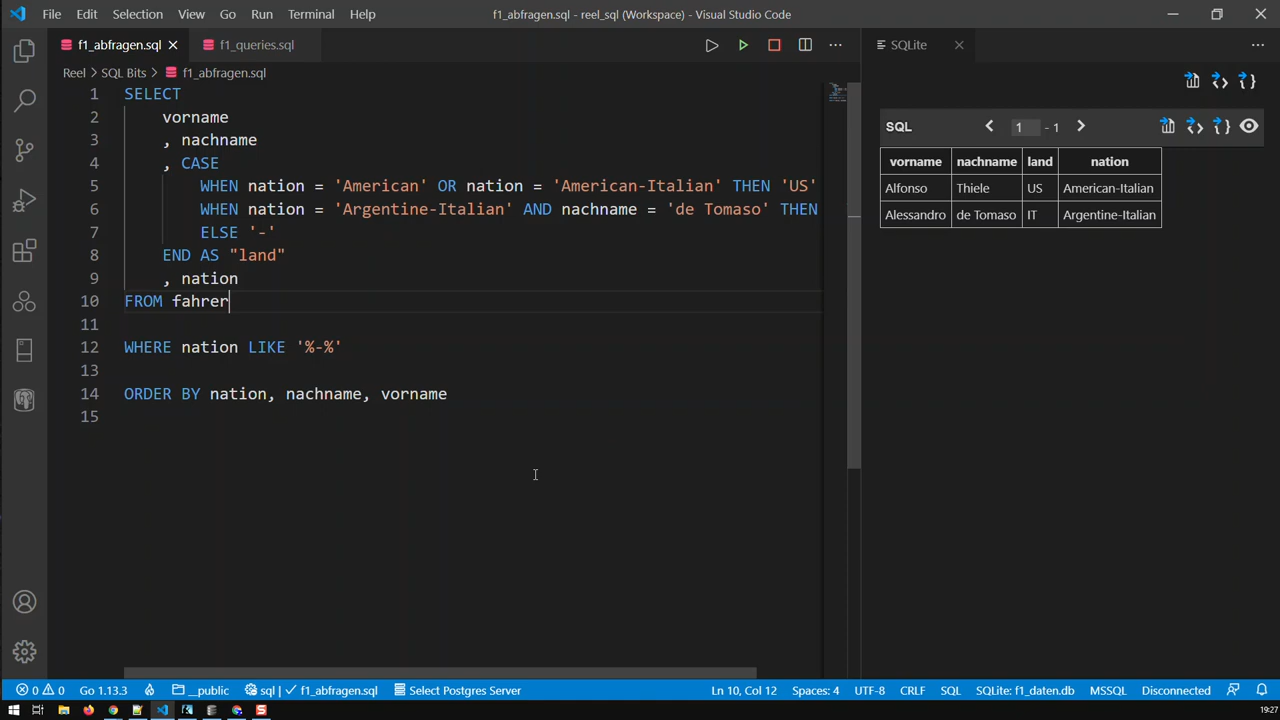 File Edit Selection View Go Run Terminal Help
f1_abfragen.sql - reel_sql (Workspace) - Visual Studio Code
f1_abfragen.sql
f1_queries.sql
Reel > SQL Bits > f1_abfragen.sql
1 SELECT
2 vorname
3 , nachname
4 , CASE
5 WHEN nation = 'American' OR nation = 'American-Italian' THEN 'US'
6 WHEN nation = 'Argentine-Italian' AND nachname = 'de Tomaso' THEN
7 ELSE '-'
8 END AS "land"
9 , nation
10 FROM fahrer
11
12 WHERE nation LIKE '%-%'
13
14 ORDER BY nation, nachname, vorname
15
SQLite
SQL < 1 - 1 >
vorname nachname land nation
Alfonso Thiele US American-Italian
Alessandro de Tomaso IT Argentine-Italian
0 0 Go 1.13.3 __public sql | ✓ f1_abfragen.sql Select Postgres Server Ln 10, Col 12 Spaces: 4 UTF-8 CRLF SQL SQLite: f1_daten.db MSSQL Disconnected
19:27